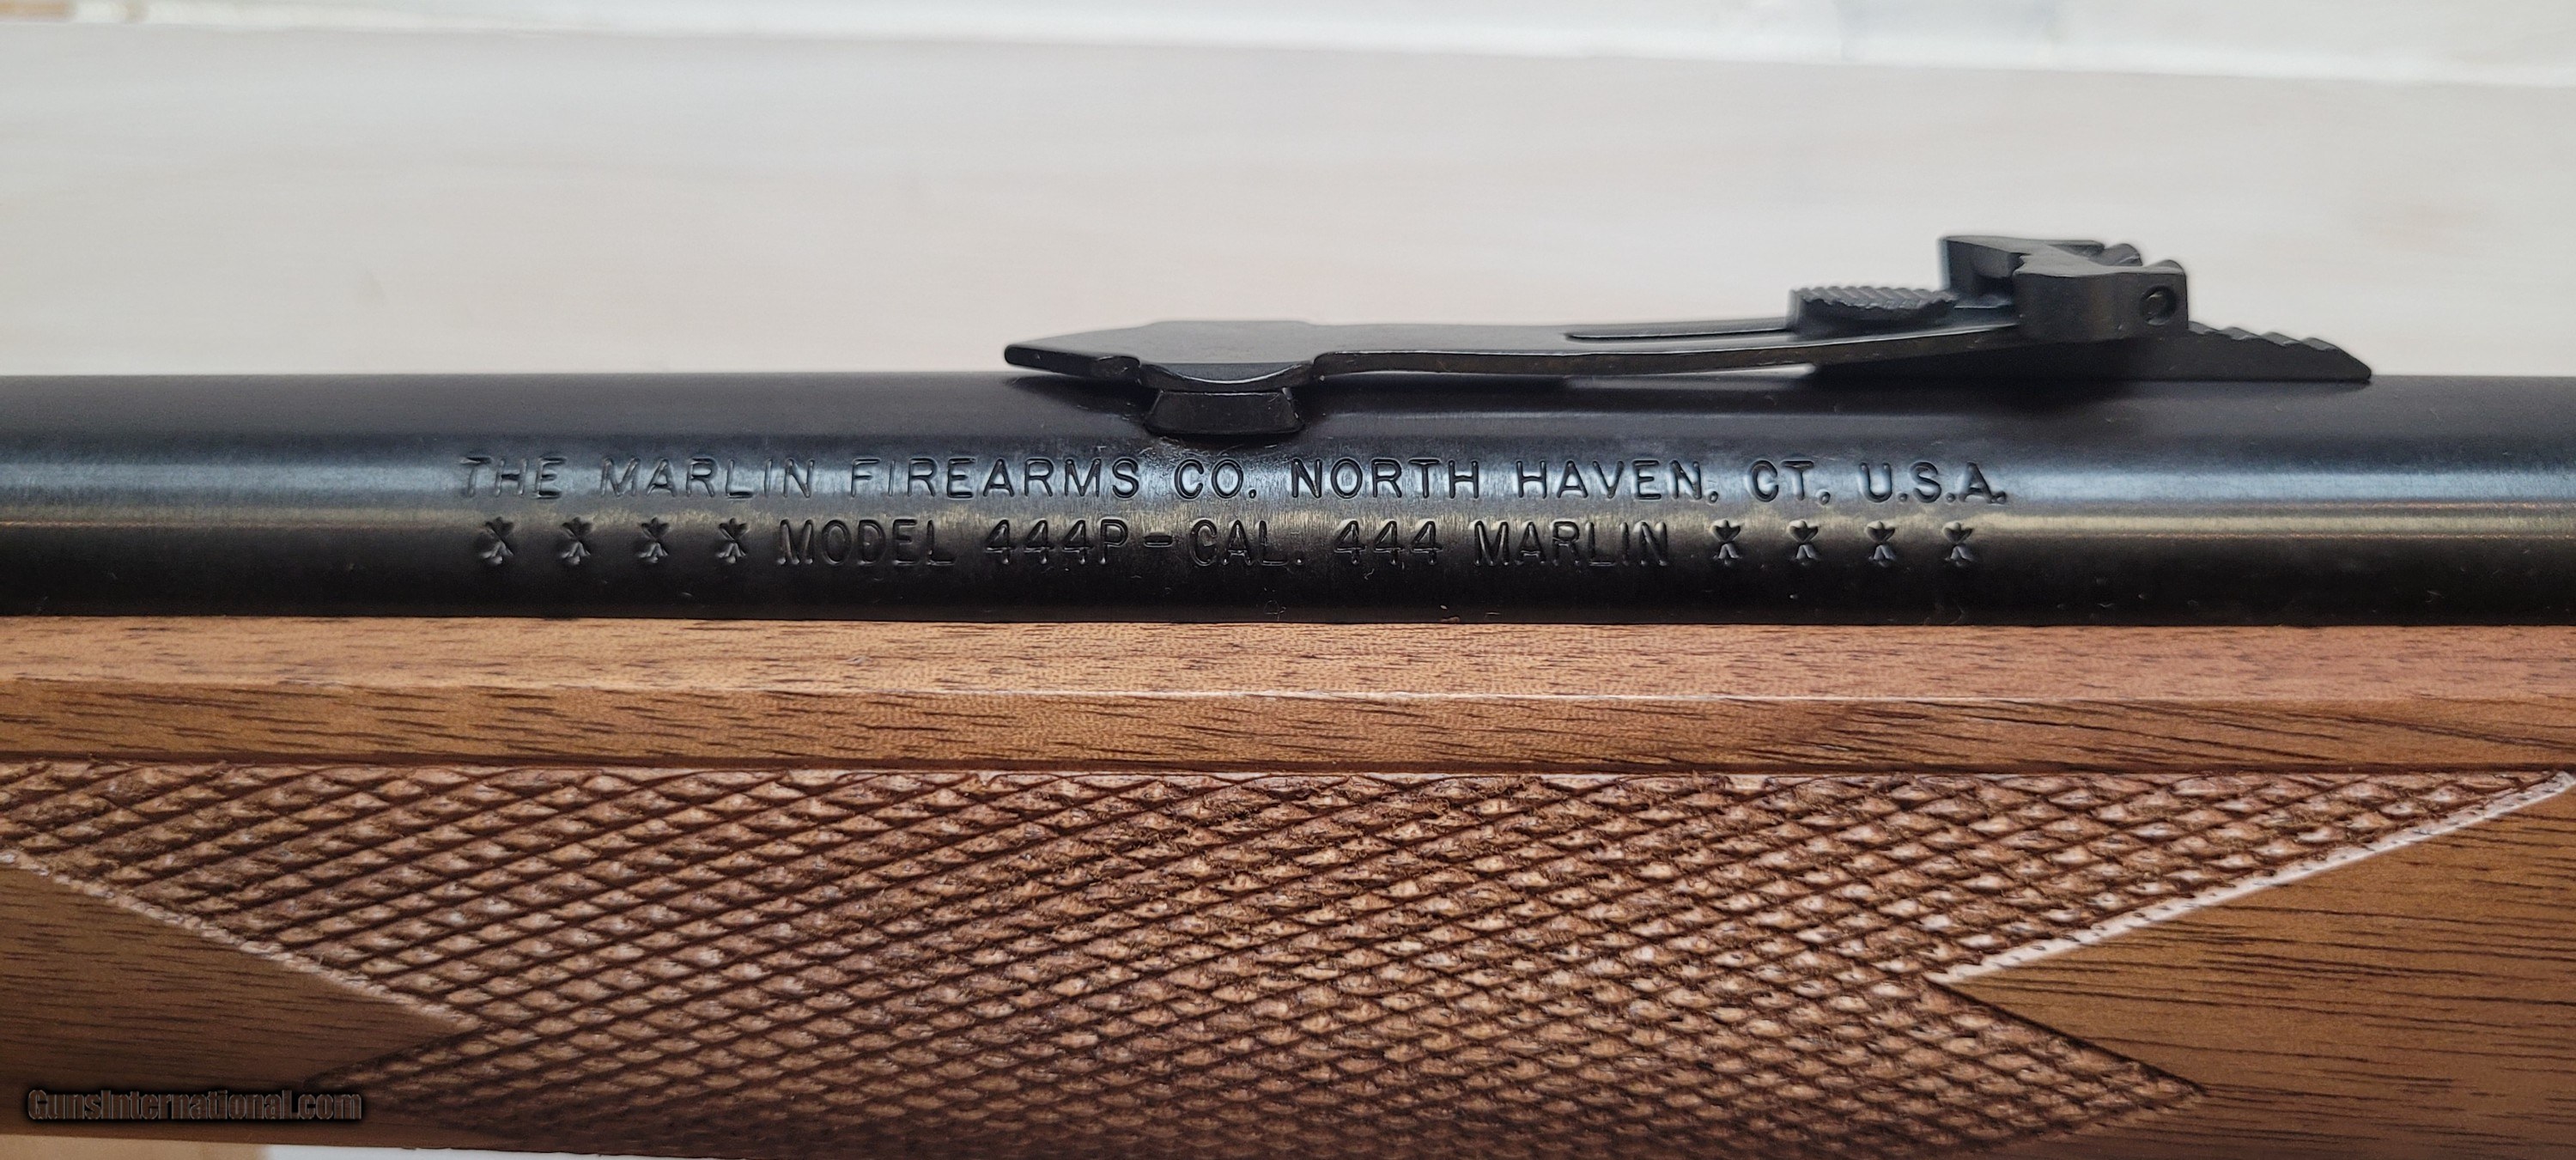 THE MARLIN FIREARMS CO. NORTH HAVEN, CT. U.S.A.
* * * * MODEL 444P-CAL. 444 MARLIN * * * *
GunsInternational.com